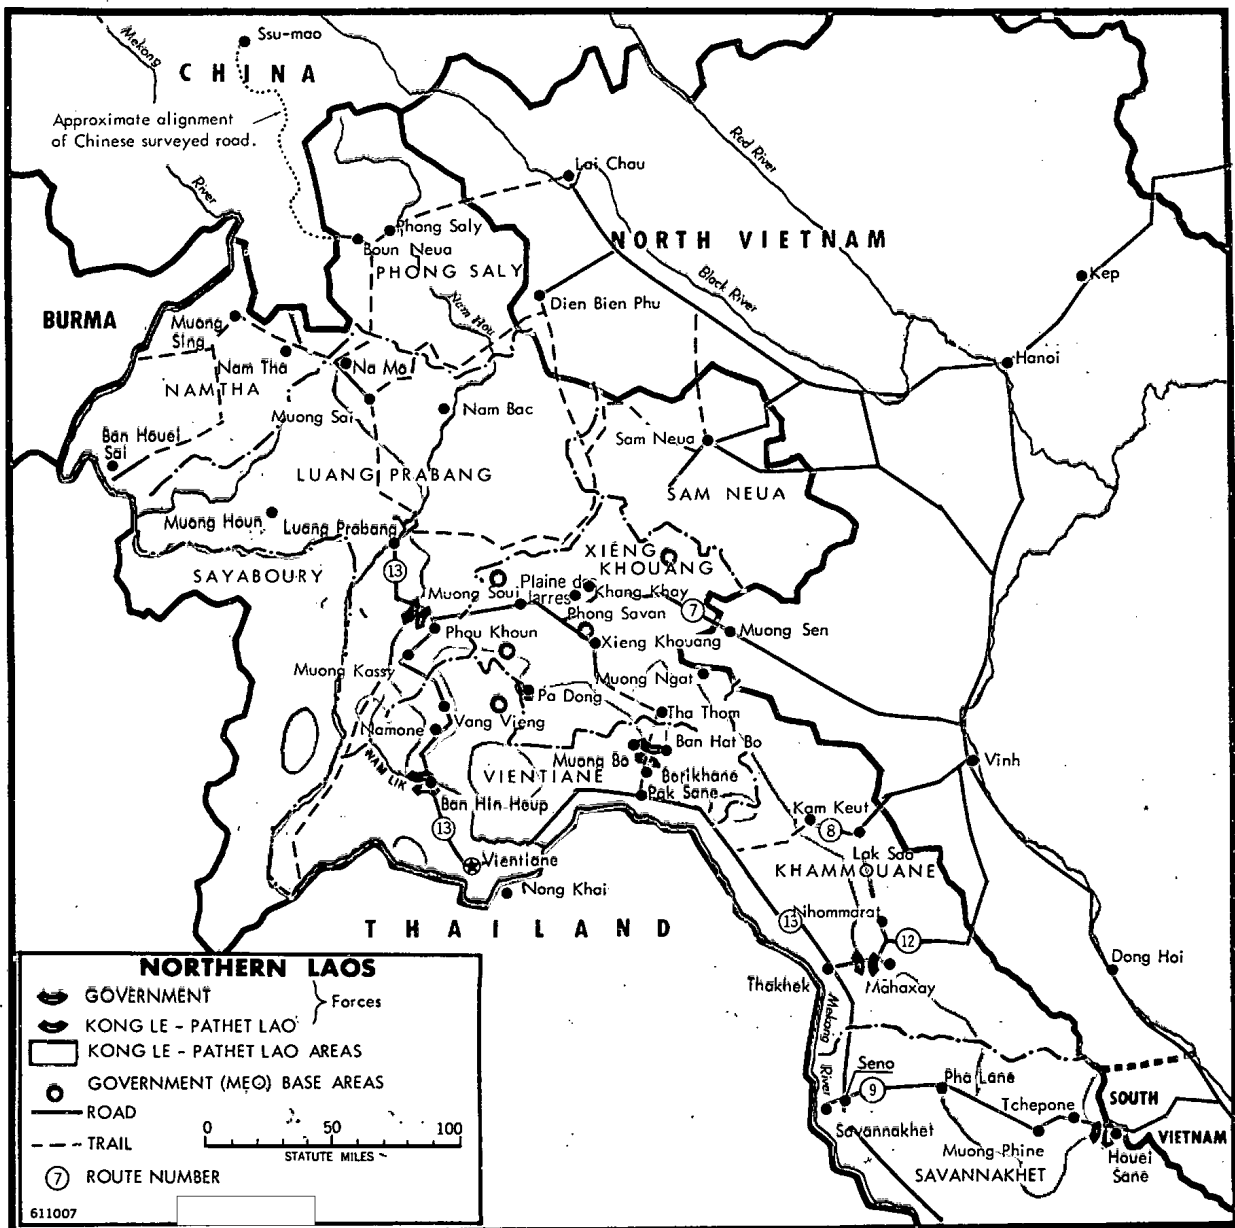 Ssu-mao
Mekong
CHINA
Approximate alignment
of Chinese surveyed road.
Red River
River
Lai Chau
Phong Saly
Boun Neua
PHONG SALY
NORTH VIETNAM
Black River
Kep
Nam Hou
Dien Bien Phu
BURMA
Muong
Sing
Nam Tha
Na Mo
NAMTHA
Hanoi
Muong Sai
Nam Bac
Ban Houei
Sai
Sam Neua
LUANG PRABANG
SAM NEUA
Muong Houn
Luang Prabang
XIENG
KHOUANG
SAYABOURY
13
Muong Soui
Plaine des
Jarres
Khang Khay
Phong Savan
7
Muong Sen
Phou Khoun
Xieng Khouang
Muong Kassy
Muong Ngat
Pa Dong
Tha Thom
Vang Vieng
Namone
Ban Hat Bo
Muong Bo
NAM LIK
VIENTIANE
Borikhane
Vinh
Pak Sane
Ban Hin Heup
Kam Keut
13
8
Lak Sao
Vientiane
KHAMMOUANE
Nong Khai
Nhommarat
THAILAND
13
12
Dong Hoi
Thakhek
Mahaxay
Mekong River
Seno
9
Pha Lane
Tchepone
SOUTH
VIETNAM
Savannakhet
Muong Phine
Houei
Sane
SAVANNAKHET
NORTHERN LAOS
GOVERNMENT
Forces
KONG LE - PATHET LAO
KONG LE - PATHET LAO AREAS
GOVERNMENT (MEO) BASE AREAS
ROAD
0 50 100
TRAIL
STATUTE MILES
7 ROUTE NUMBER
611007